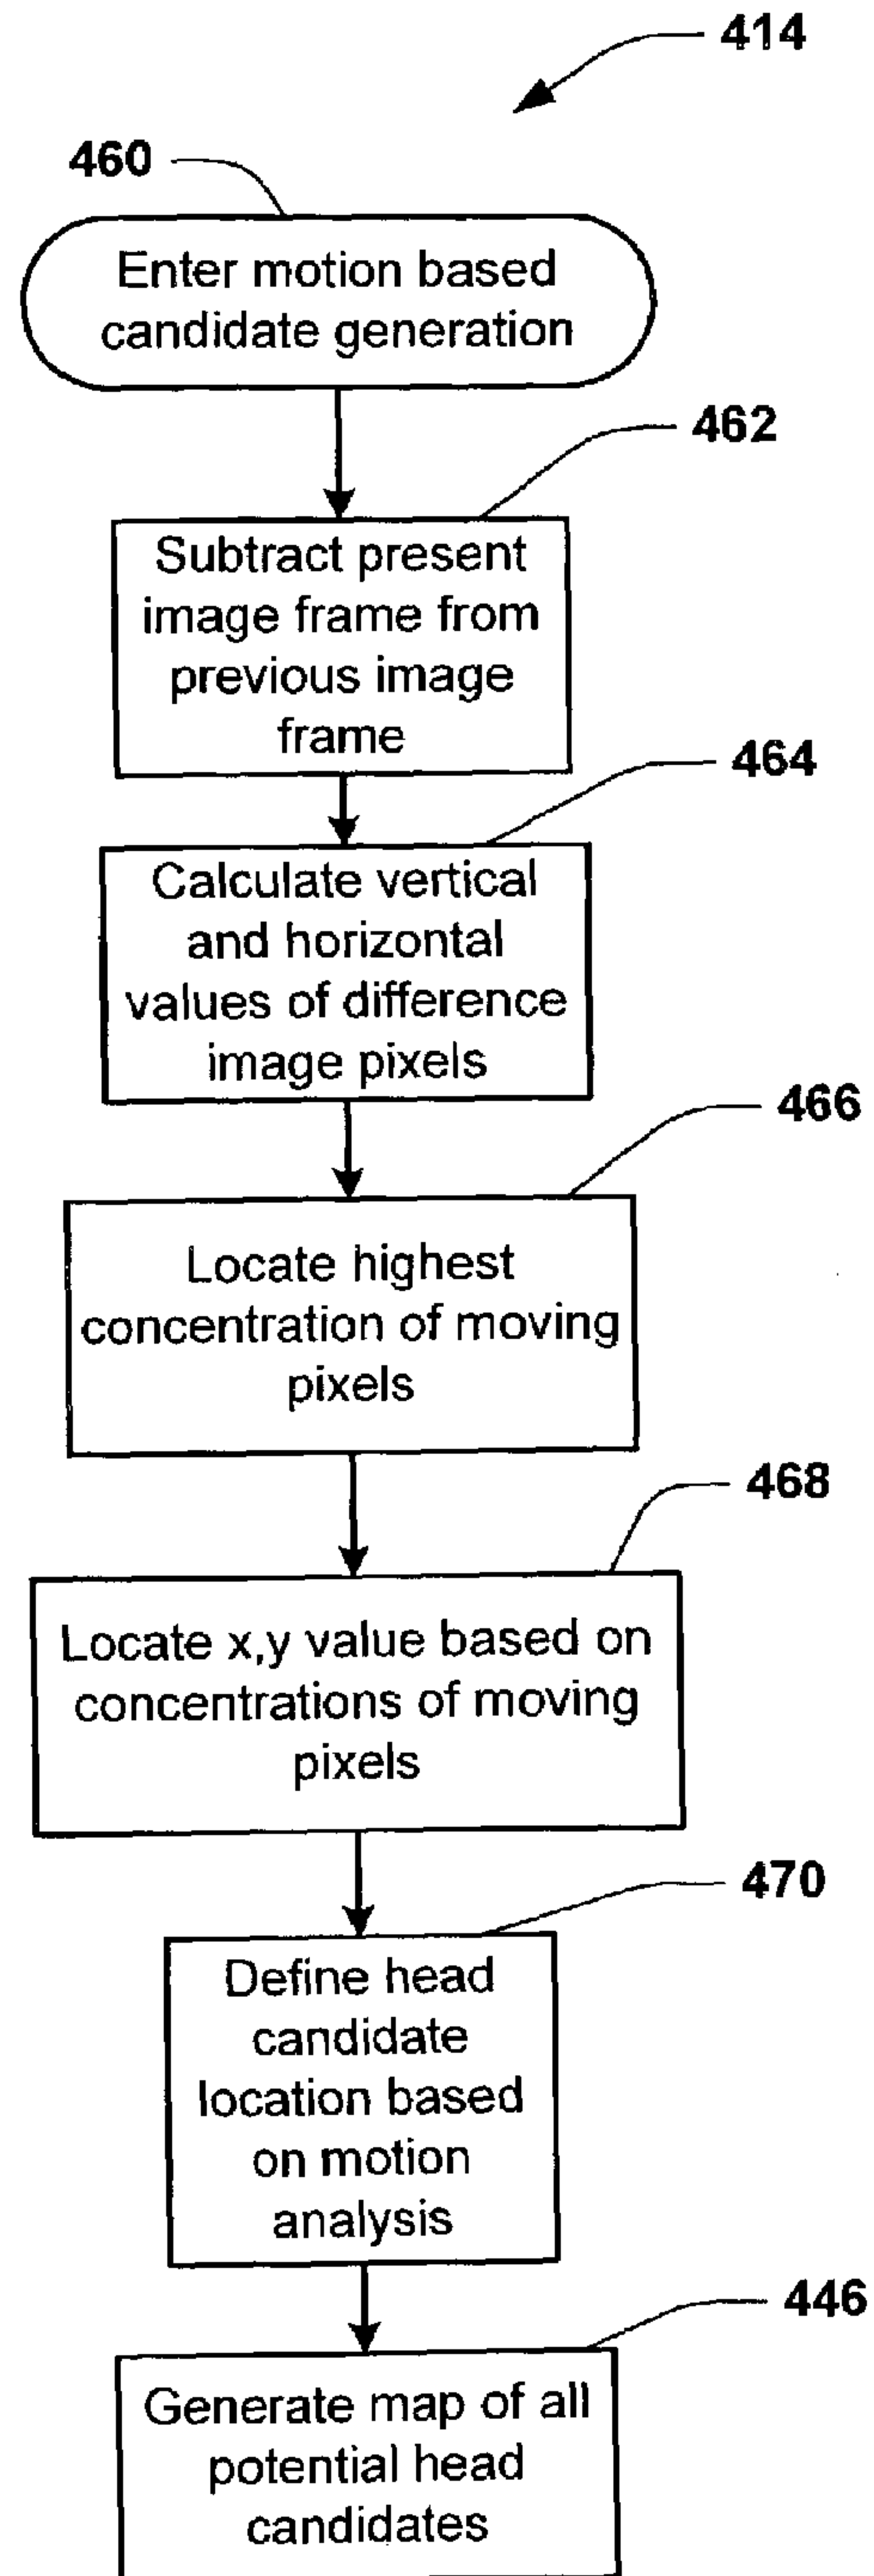 414
460
Enter motion based
candidate generation
462
Subtract present
image frame from
previous image
frame
464
Calculate vertical
and horizontal
values of difference
image pixels
466
Locate highest
concentration of moving
pixels
468
Locate x,y value based on
concentrations of moving
pixels
470
Define head
candidate
location based
on motion
analysis
446
Generate map of all
potential head
candidates